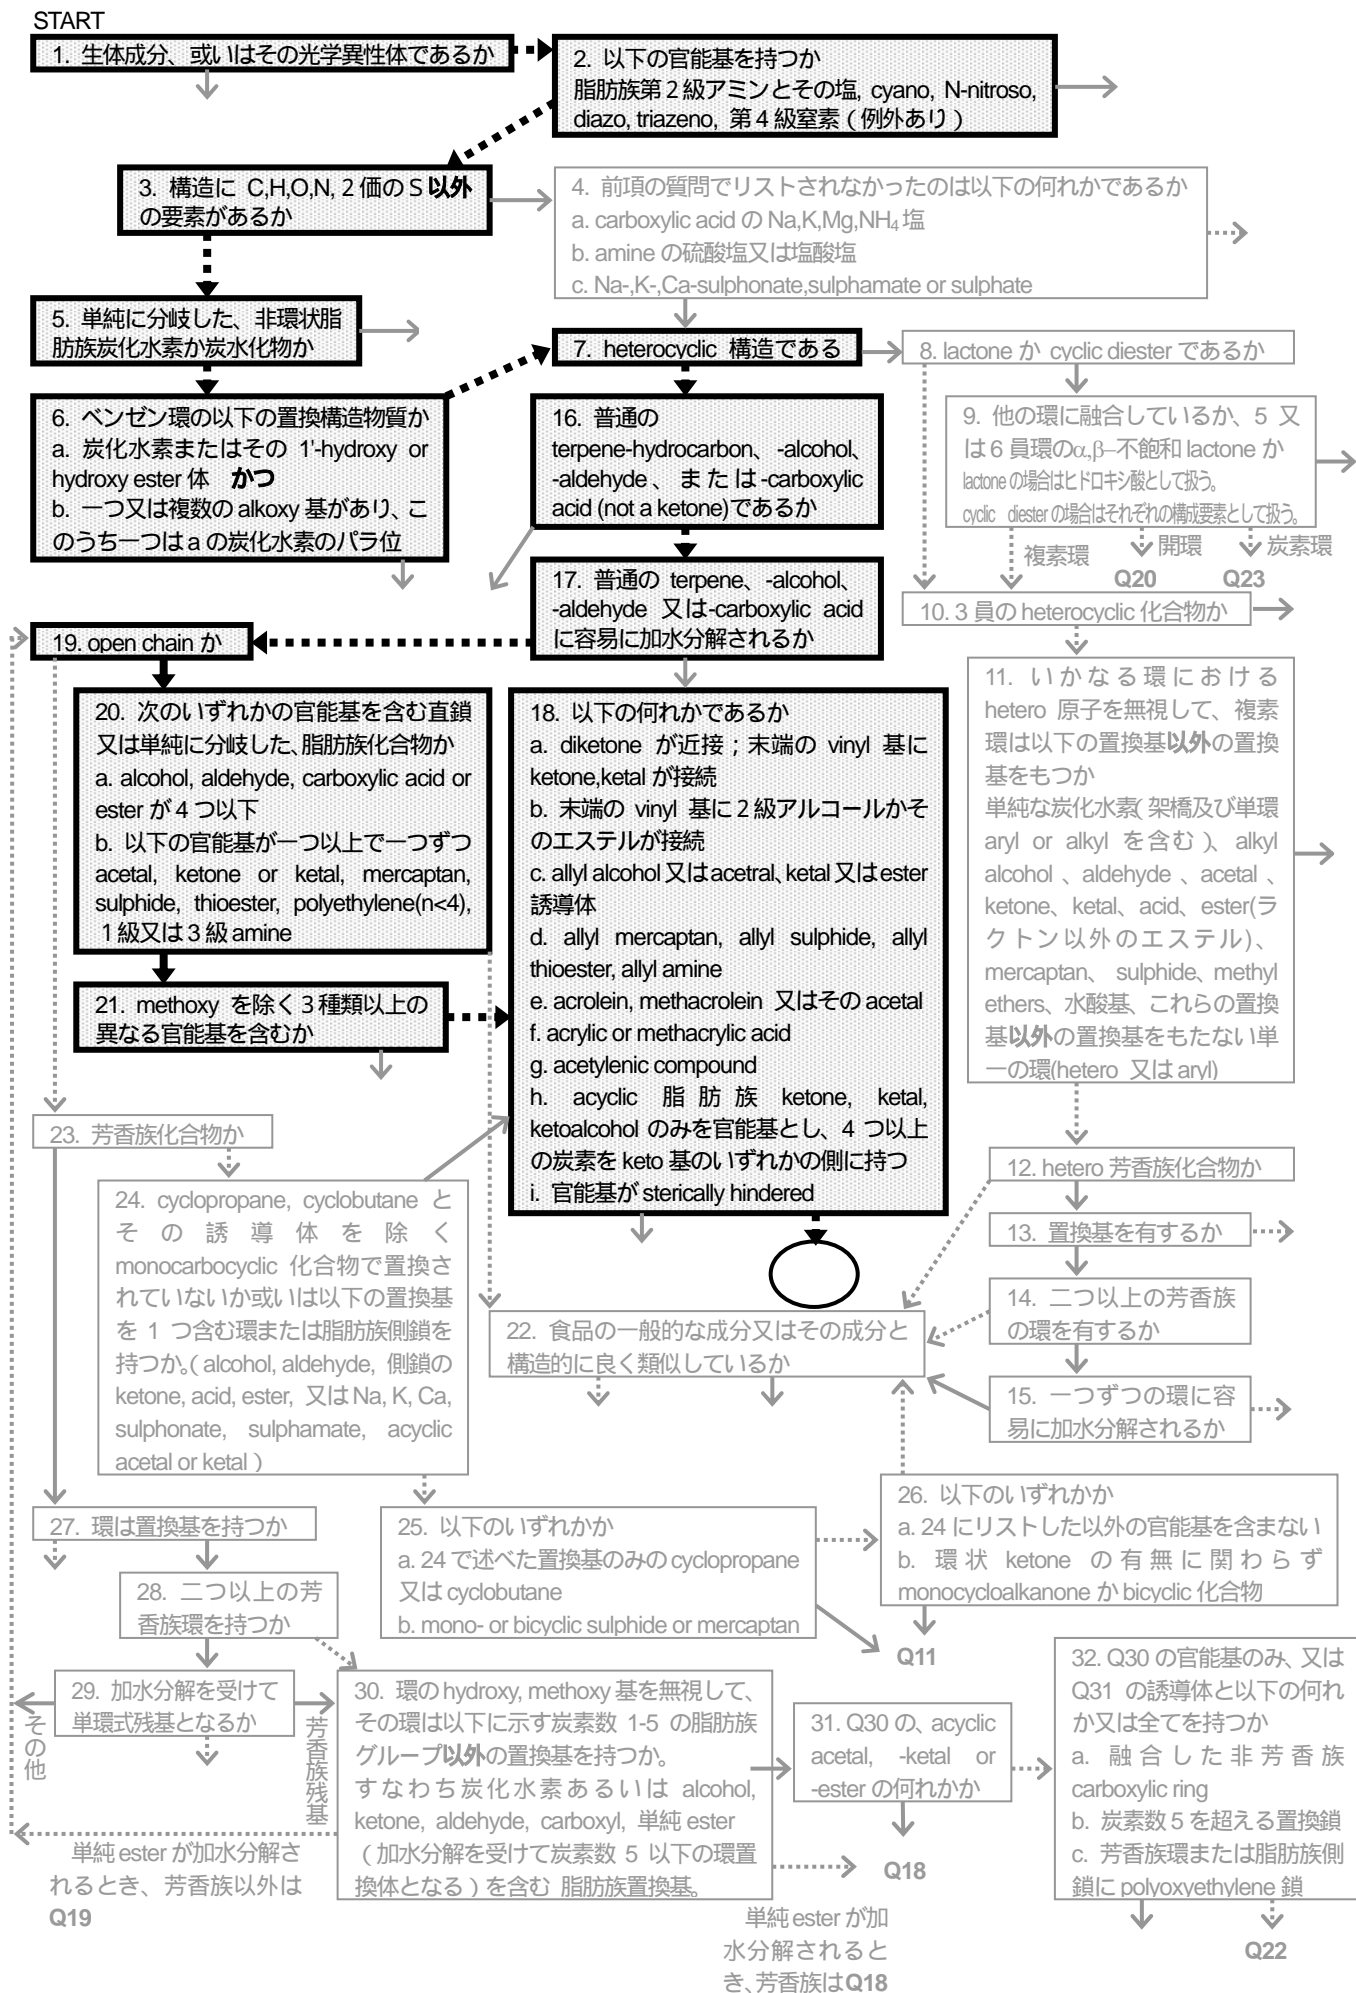 START
1. 生体成分、或いはその光学異性体であるか
2. 以下の官能基を持つか
脂肪族第2級アミンとその塩, cyano, N-nitroso,
diazo, triazeno, 第4級窒素（例外あり）
3. 構造に C,H,O,N, 2価のS以外
の要素があるか
4. 前項の質問でリストされなかったのは以下の何れかであるか
a. carboxylic acid の Na,K,Mg,NH₄塩
b. amine の硫酸塩又は塩酸塩
c. Na-,K-,Ca-sulphonate,sulphamate or sulphate
5. 単純に分岐した、非環状脂
肪族炭化水素か炭水化物か
7. heterocyclic 構造である
8. lactone か cyclic diester であるか
6. ベンゼン環の以下の置換構造物質か
a. 炭化水素またはその 1'-hydroxy or
hydroxy ester 体　かつ
b. 一つ又は複数の alkoxy 基があり、こ
のうち一つは a の炭化水素のパラ位
16. 普通の
terpene-hydrocarbon、-alcohol、
-aldehyde、または-carboxylic
acid (not a ketone)であるか
9. 他の環に融合しているか、5 又
は 6 員環のα,β–不飽和 lactone か
lactoneの場合はヒドロキシ酸として扱う。
cyclic diesterの場合はそれぞれの構成要素として扱う。
複素環
開環
炭素環
Q20
Q23
17. 普通の terpene、-alcohol、
-aldehyde 又は-carboxylic acid
に容易に加水分解されるか
10. 3 員の heterocyclic 化合物か
19. open chain か
11. いかなる環における
hetero 原子を無視して、複素
環は以下の置換基以外の置換
基をもつか
単純な炭化水素(架橋及び単環
aryl or alkyl を含む)、alkyl
alcohol、aldehyde、acetal、
ketone、ketal、acid、ester(ラ
クトン以外のエステル)、
mercaptan、sulphide、methyl
ethers、水酸基、これらの置換
基以外の置換基をもたない単
一の環(hetero 又は aryl)
20. 次のいずれかの官能基を含む直鎖
又は単純に分岐した、脂肪族化合物か
a. alcohol, aldehyde, carboxylic acid or
ester が 4 つ以下
b. 以下の官能基が一つ以上で一つずつ
acetal, ketone or ketal, mercaptan,
sulphide, thioester, polyethylene(n<4),
1級又は3級 amine
18. 以下の何れかであるか
a. diketone が近接；末端の vinyl 基に
ketone,ketal が接続
b. 末端の vinyl 基に2級アルコールかそ
のエステルが接続
c. allyl alcohol 又はacetral、ketal 又はester
誘導体
d. allyl mercaptan, allyl sulphide, allyl
thioester, allyl amine
e. acrolein, methacrolein 又はその acetal
f. acrylic or methacrylic acid
g. acetylenic compound
h. acyclic 脂肪族 ketone, ketal,
ketoalcohol のみを官能基とし、4 つ以上
の炭素を keto 基のいずれかの側に持つ
i. 官能基が sterically hindered
21. methoxy を除く3種類以上の
異なる官能基を含むか
23. 芳香族化合物か
12. hetero 芳香族化合物か
24. cyclopropane, cyclobutane と
その誘導体を除く
monocarbocyclic 化合物で置換さ
れていないか或いは以下の置換基
を 1 つ含む環または脂肪族側鎖を
持つか。(alcohol, aldehyde, 側鎖の
ketone, acid, ester, 又は Na, K, Ca,
sulphonate, sulphamate, acyclic
acetal or ketal）
13. 置換基を有するか
14. 二つ以上の芳香族
の環を有するか
22. 食品の一般的な成分又はその成分と
構造的に良く類似しているか
15. 一つずつの環に容
易に加水分解されるか
27. 環は置換基を持つか
25. 以下のいずれかか
a. 24 で述べた置換基のみの cyclopropane
又は cyclobutane
b. mono- or bicyclic sulphide or mercaptan
26. 以下のいずれかか
a. 24 にリストした以外の官能基を含まない
b. 環状 ketone の有無に関わらず
monocycloalkanone か bicyclic 化合物
Q11
28. 二つ以上の芳
香族環を持つか
29. 加水分解を受けて
単環式残基となるか
その他
芳香族残基
30. 環の hydroxy, methoxy 基を無視して、
その環は以下に示す炭素数 1-5 の脂肪族
グループ以外の置換基を持つか。
すなわち炭化水素あるいは alcohol,
ketone, aldehyde, carboxyl, 単純 ester
（加水分解を受けて炭素数 5 以下の環置
換体となる）を含む 脂肪族置換基。
31. Q30 の、acyclic
acetal, -ketal or
-ester の何れかか
32. Q30 の官能基のみ、又は
Q31 の誘導体と以下の何れ
か又は全てを持つか
a. 融合した非芳香族
carboxylic ring
b. 炭素数 5 を超える置換鎖
c. 芳香族環または脂肪族側
鎖に polyoxyethylene 鎖
Q18
単純 ester が加水分解さ
れるとき、芳香族以外は
Q19
単純 ester が加
水分解されると
き、芳香族はQ18
Q22